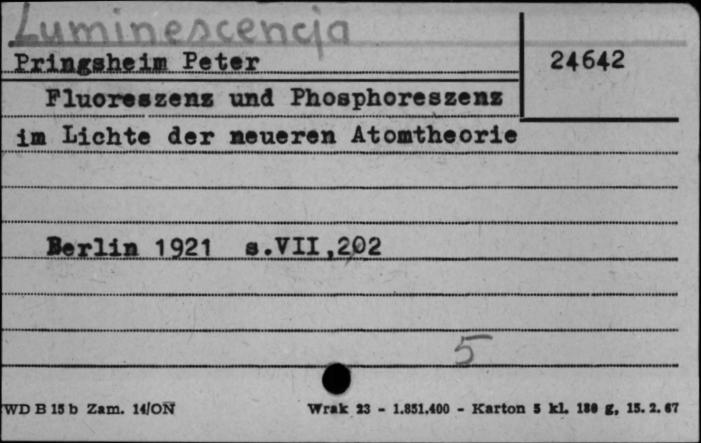 Luminescencja
Pringsheim Peter
24642
Fluoreszenz und Phosphoreszenz
im Lichte der neueren Atomtheorie
Berlin 1921 s.VII,202
5
WD B 15 b Zam. 14/ON Wrak 23 - 1.851.400 - Karton 5 kl. 180 g, 15. 2. 67